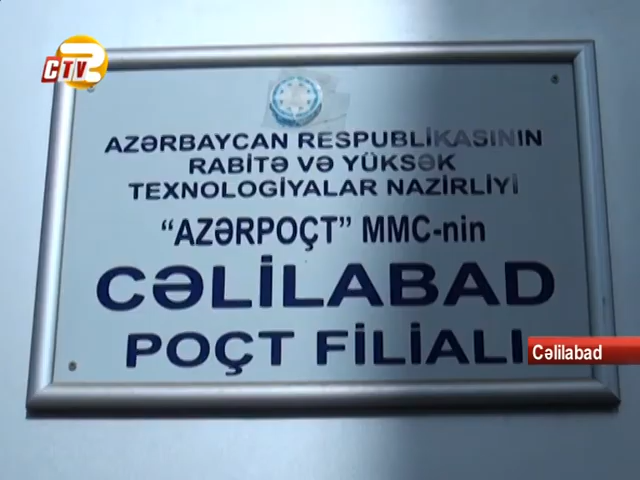 CTV
AZƏRBAYCAN RESPUBLİKASININ
RABİTƏ VƏ YÜKSƏK
TEXNOLOGİYALAR NAZİRLİYİ
"AZƏRPOÇT" MMC-nin
CƏLİLABAD
POÇT FİLİALI
Cəlilabad